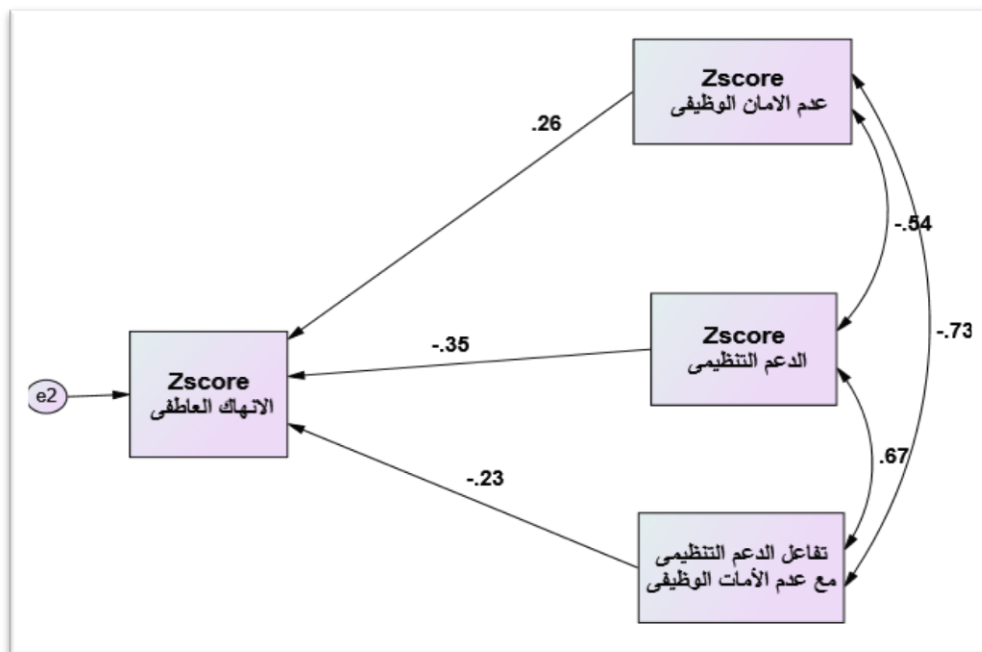 Zscore
عدم الامان الوظيفى
.26
-.54
Zscore
الدعم التنظيمى
-.35
-.73
Zscore
الانهاك العاطفى
e2
.67
-.23
تفاعل الدعم التنظيمى
مع عدم الأمات الوظيفى